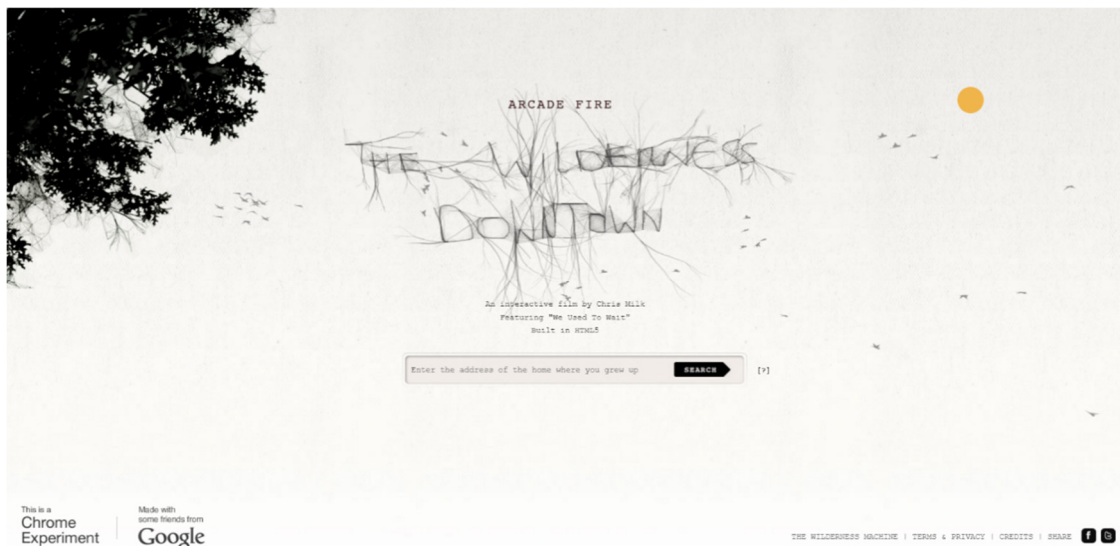 ARCADE FIRE
THE WILDERNESS
DOWNTOWN
An interactive film by Chris Milk
Featuring "We Used To Wait"
Built in HTML5
Enter the address of the home where you grew up
SEARCH
[?]
This is a
Chrome
Experiment
Made with
some friends from
Google
THE WILDERNESS MACHINE | TERMS & PRIVACY | CREDITS | SHARE